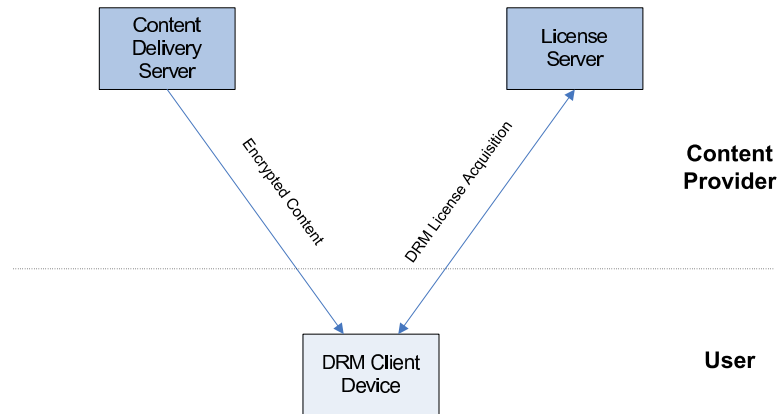 Content
Delivery
Server
License
Server
Encrypted Content
DRM License Acquisition
Content
Provider
DRM Client
Device
User